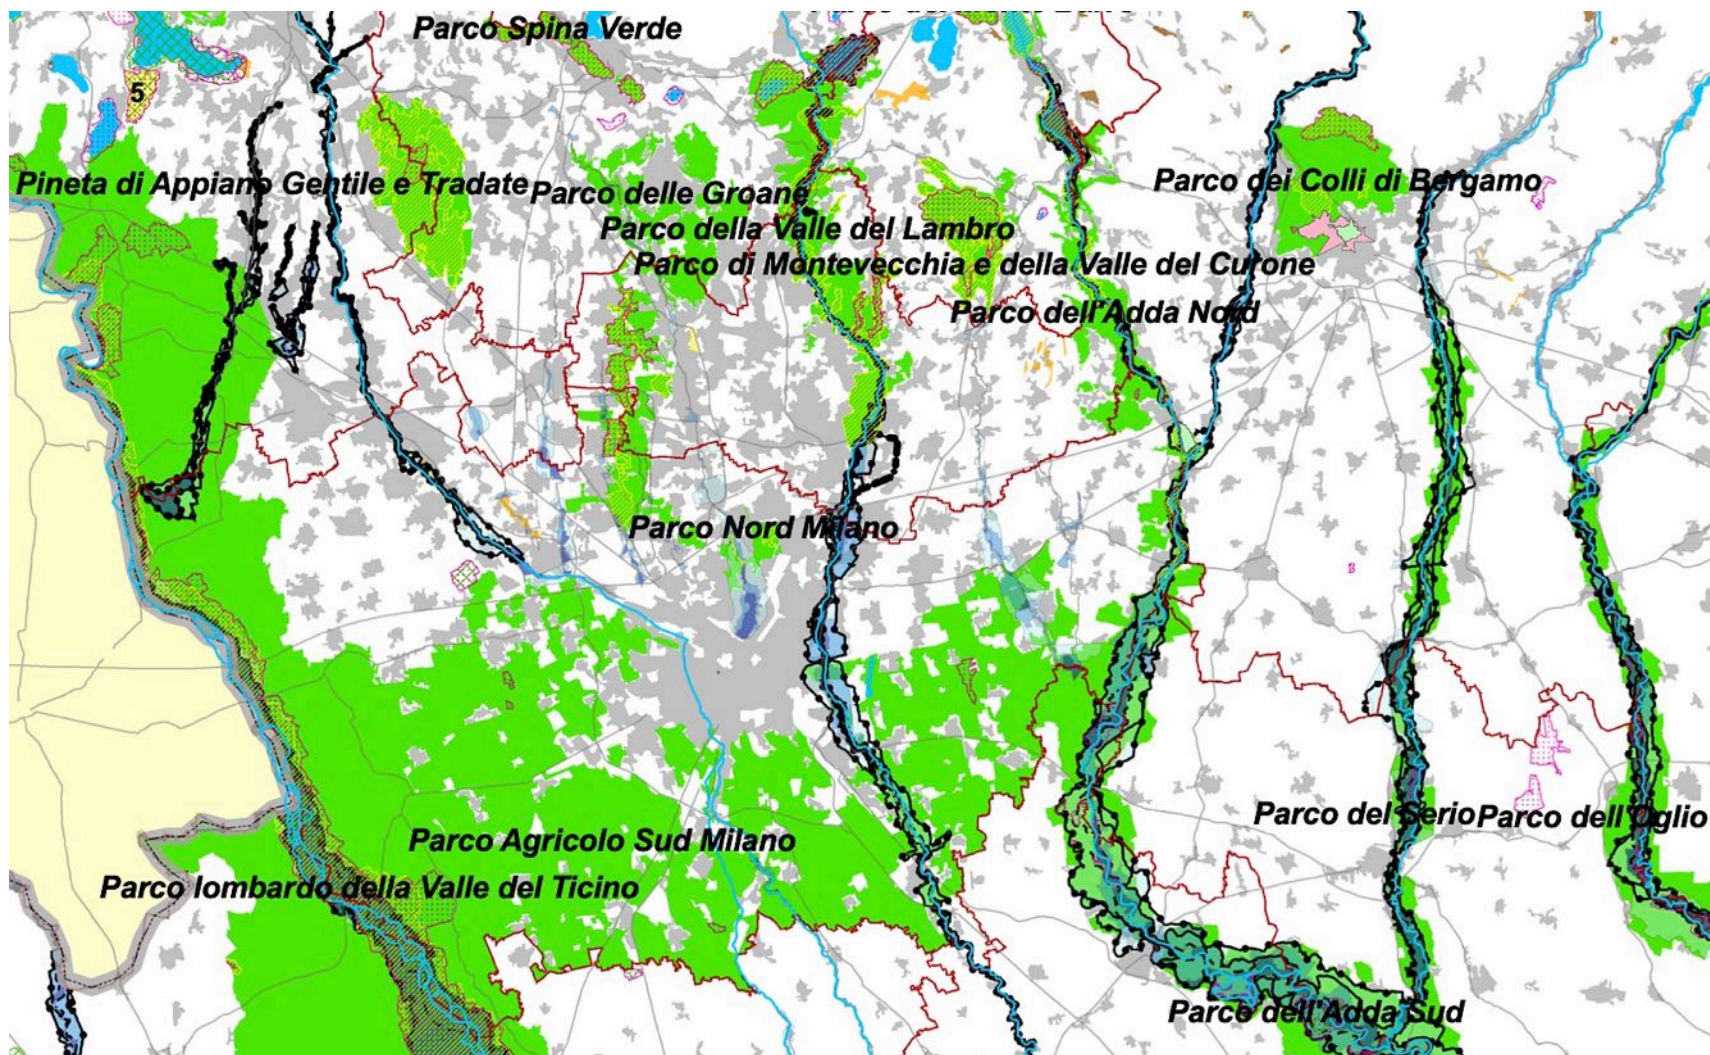 Parco Spina Verde
5
Pineta di Appiano Gentile e Tradate
Parco delle Groane
Parco dei Colli di Bergamo
Parco della Valle del Lambro
Parco di Montevecchia e della Valle del Curone
Parco dell'Adda Nord
Parco Nord Milano
Parco del Serio
Parco dell'Oglio
Parco Agricolo Sud Milano
Parco lombardo della Valle del Ticino
Parco dell'Adda Sud